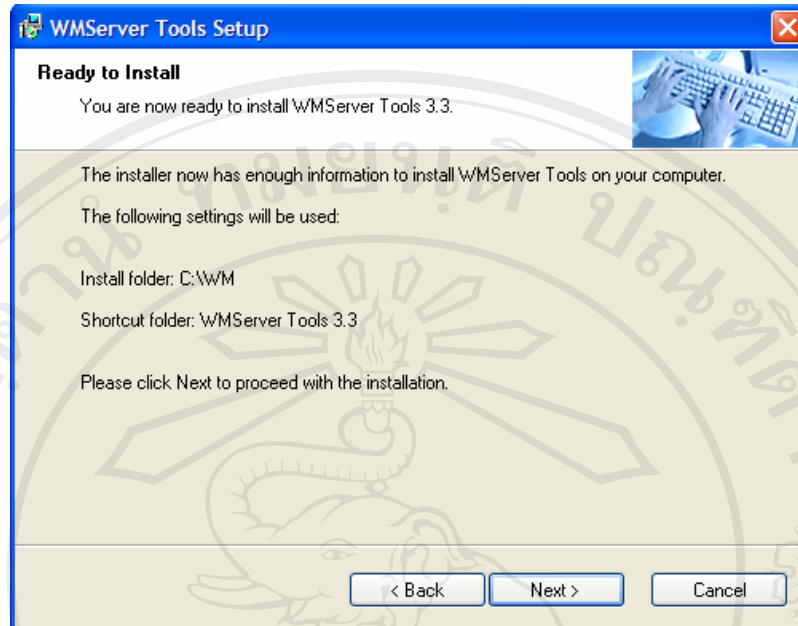 WMServer Tools Setup
Ready to Install
You are now ready to install WMServer Tools 3.3.
The installer now has enough information to install WMServer Tools on your computer.
The following settings will be used:
Install folder: C:\WM
Shortcut folder: WMServer Tools 3.3
Please click Next to proceed with the installation.
< Back
Next >
Cancel